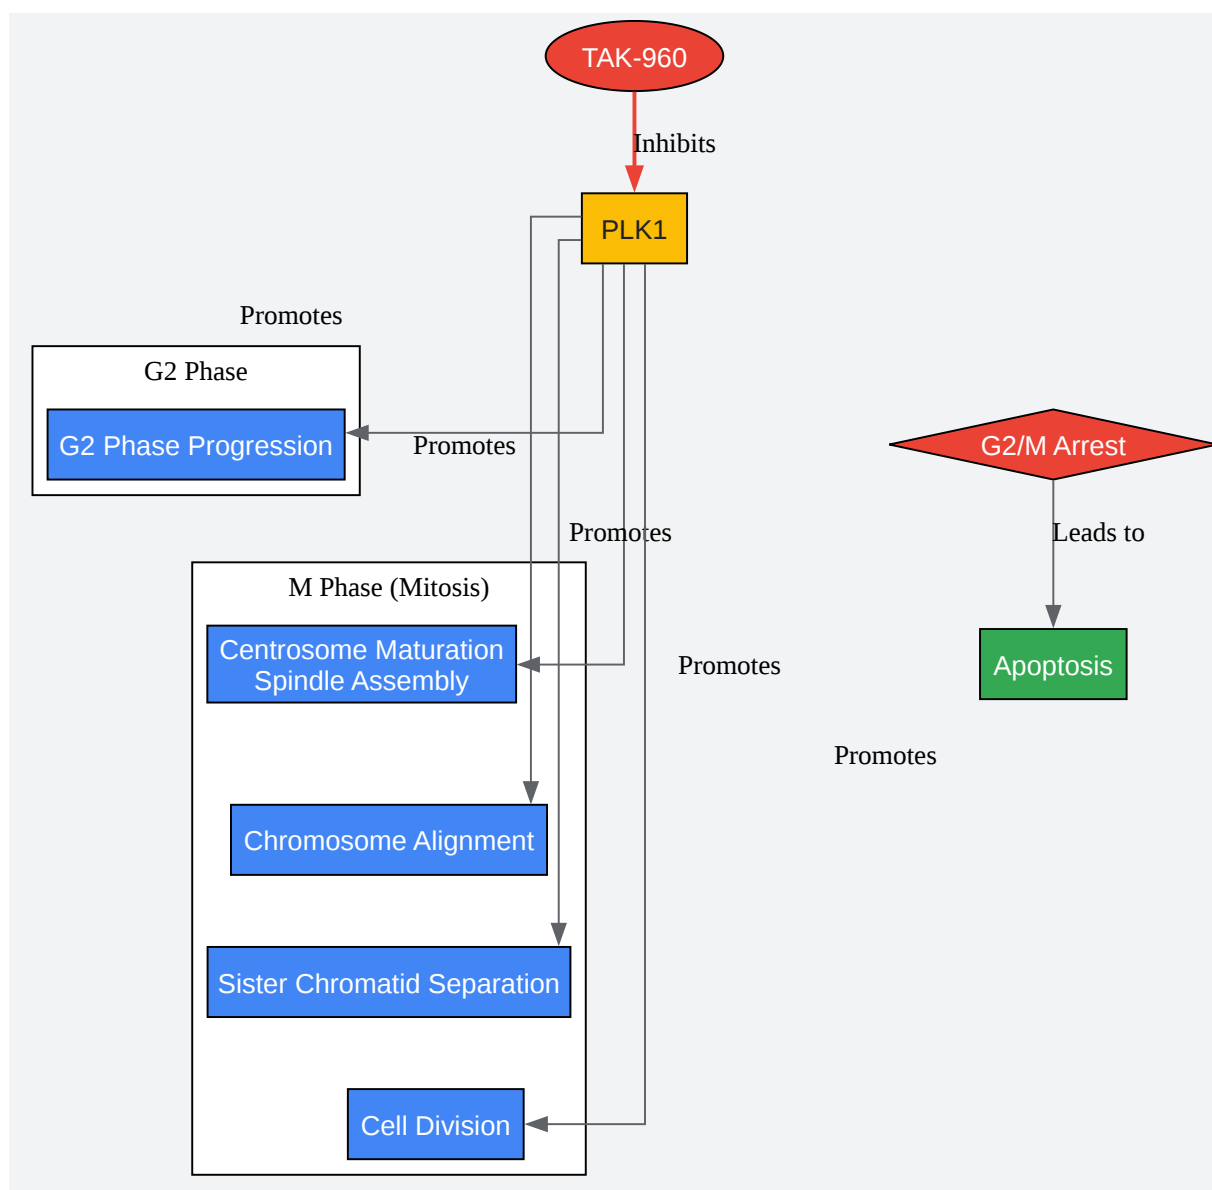 TAK-960
Inhibits
PLK1
Promotes
G2 Phase
G2 Phase Progression
Promotes
G2/M Arrest
Promotes
Leads to
M Phase (Mitosis)
Centrosome Maturation
Spindle Assembly
Promotes
Apoptosis
Promotes
Chromosome Alignment
Sister Chromatid Separation
Cell Division